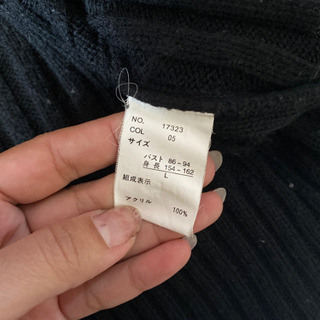 NO. 17323
COL 05
サイズ
バスト 86-94
身長 154-162
L
組成表示
アクリル 100%